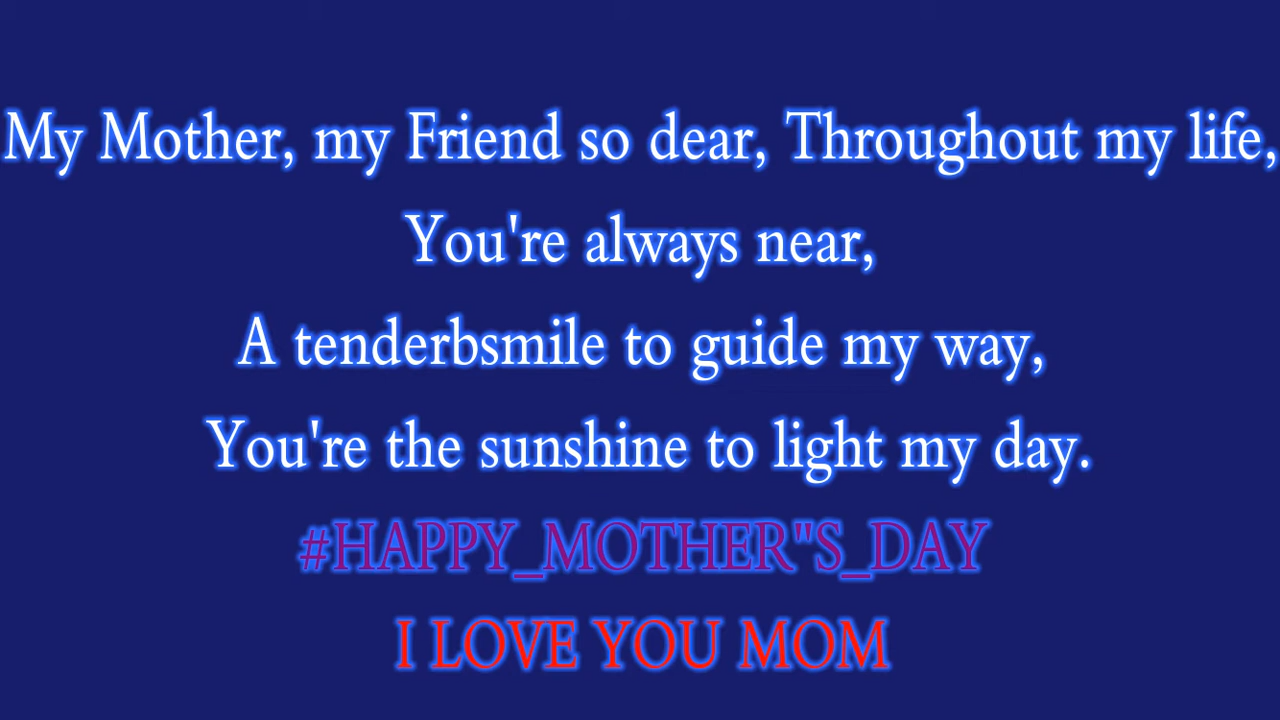 My Mother, my Friend so dear, Throughout my life,
You're always near,
A tenderbsmile to guide my way,
You're the sunshine to light my day.
#HAPPY_MOTHER"S_DAY
I LOVE YOU MOM